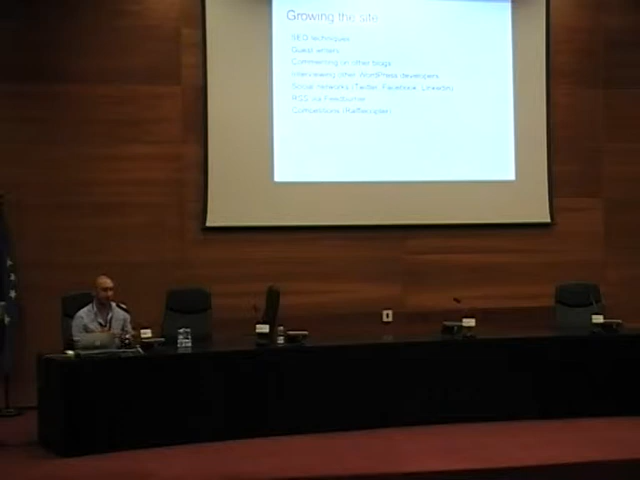 Growing the site
SEO techniques
Guest writers
Commenting on other blogs
Interviewing other WordPress developers
Social networks (Twitter, Facebook, LinkedIn)
RSS via Feedburner
Competitions (Rafflecopter)